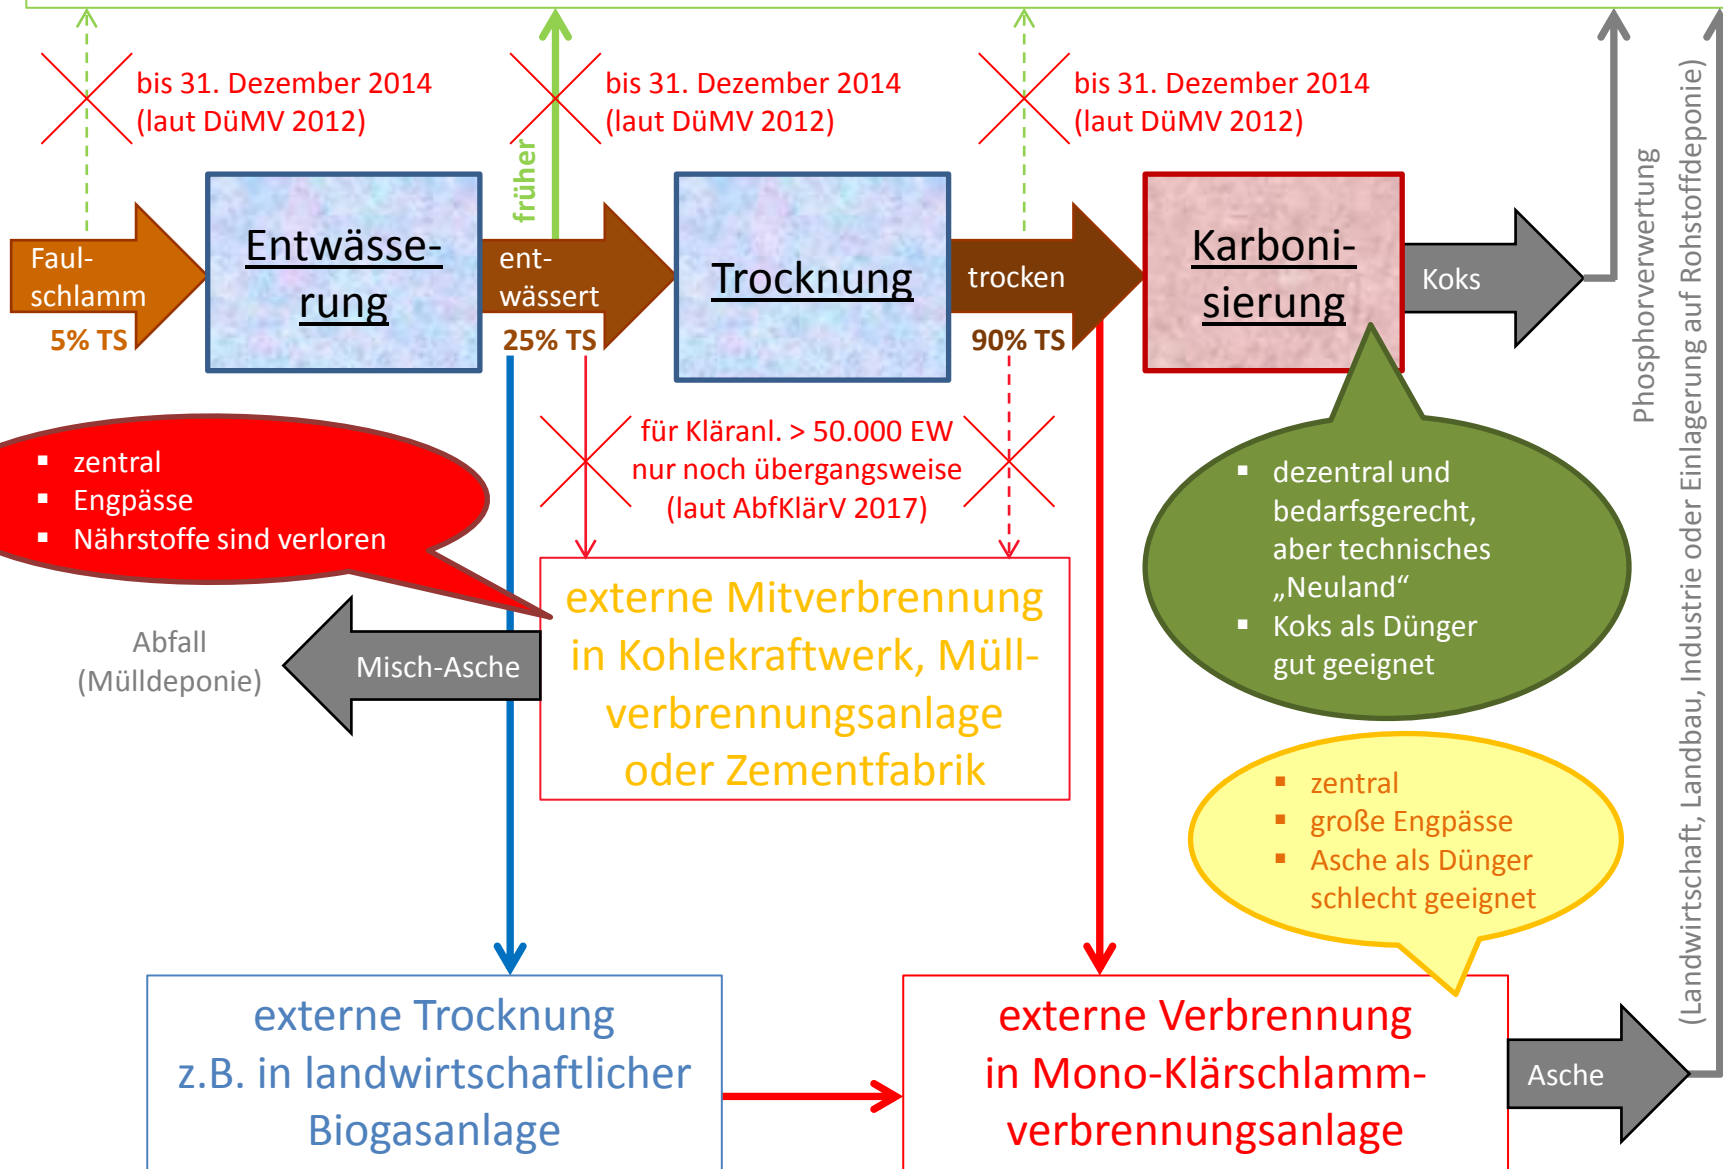 bis 31. Dezember 2014
(laut DüMV 2012)
bis 31. Dezember 2014
(laut DüMV 2012)
bis 31. Dezember 2014
(laut DüMV 2012)
früher
Faul-
schlamm
5% TS
Entwässe-
rung
ent-
wässert
25% TS
Trocknung
trocken
90% TS
Karboni-
sierung
Koks
Phosphorverwertung
(Landwirtschaft, Landbau, Industrie oder Einlagerung auf Rohstoffdeponie)
▪ zentral
▪ Engpässe
▪ Nährstoffe sind verloren
für Kläranl. > 50.000 EW
nur noch übergangsweise
(laut AbfKlärV 2017)
▪ dezentral und
bedarfsgerecht,
aber technisches
„Neuland“
▪ Koks als Dünger
gut geeignet
externe Mitverbrennung
in Kohlekraftwerk, Müll-
verbrennungsanlage
oder Zementfabrik
Misch-Asche
Abfall
(Mülldeponie)
▪ zentral
▪ große Engpässe
▪ Asche als Dünger
schlecht geeignet
externe Trocknung
z.B. in landwirtschaftlicher
Biogasanlage
externe Verbrennung
in Mono-Klärschlamm-
verbrennungsanlage
Asche